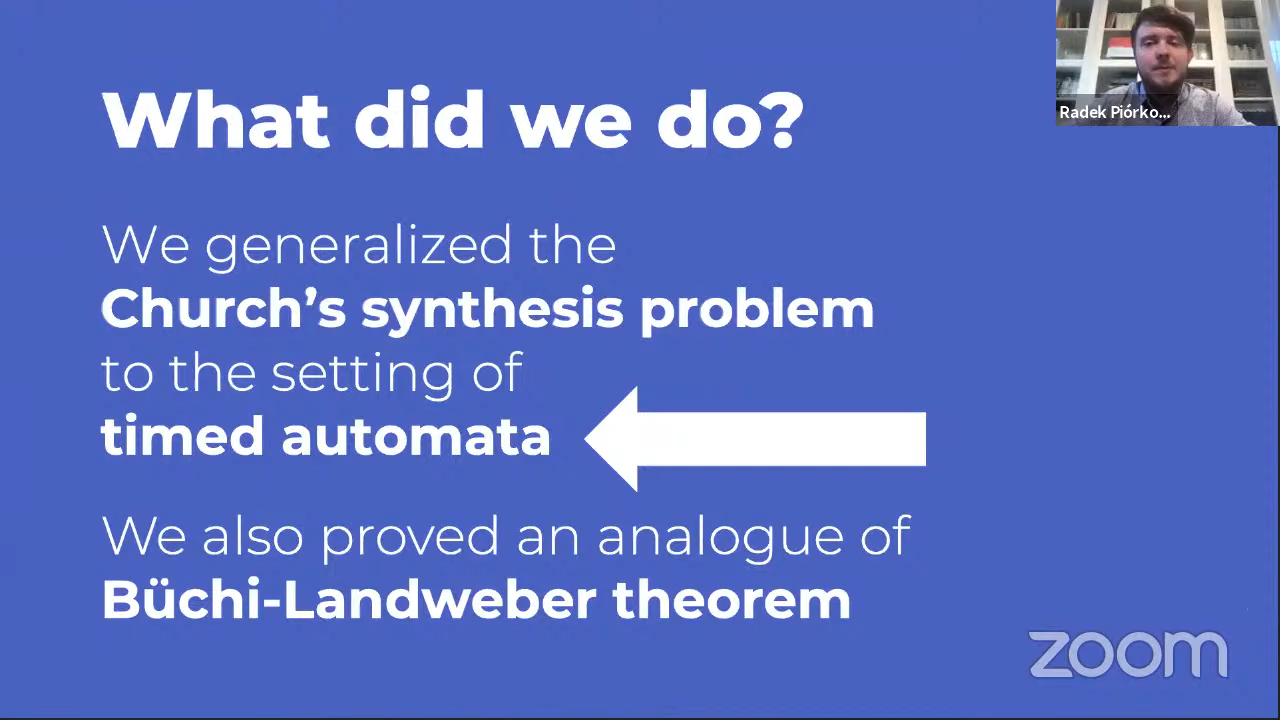 What did we do?
We generalized the
Church's synthesis problem
to the setting of
timed automata
We also proved an analogue of
Büchi-Landweber theorem
Radek Piórko...
zoom